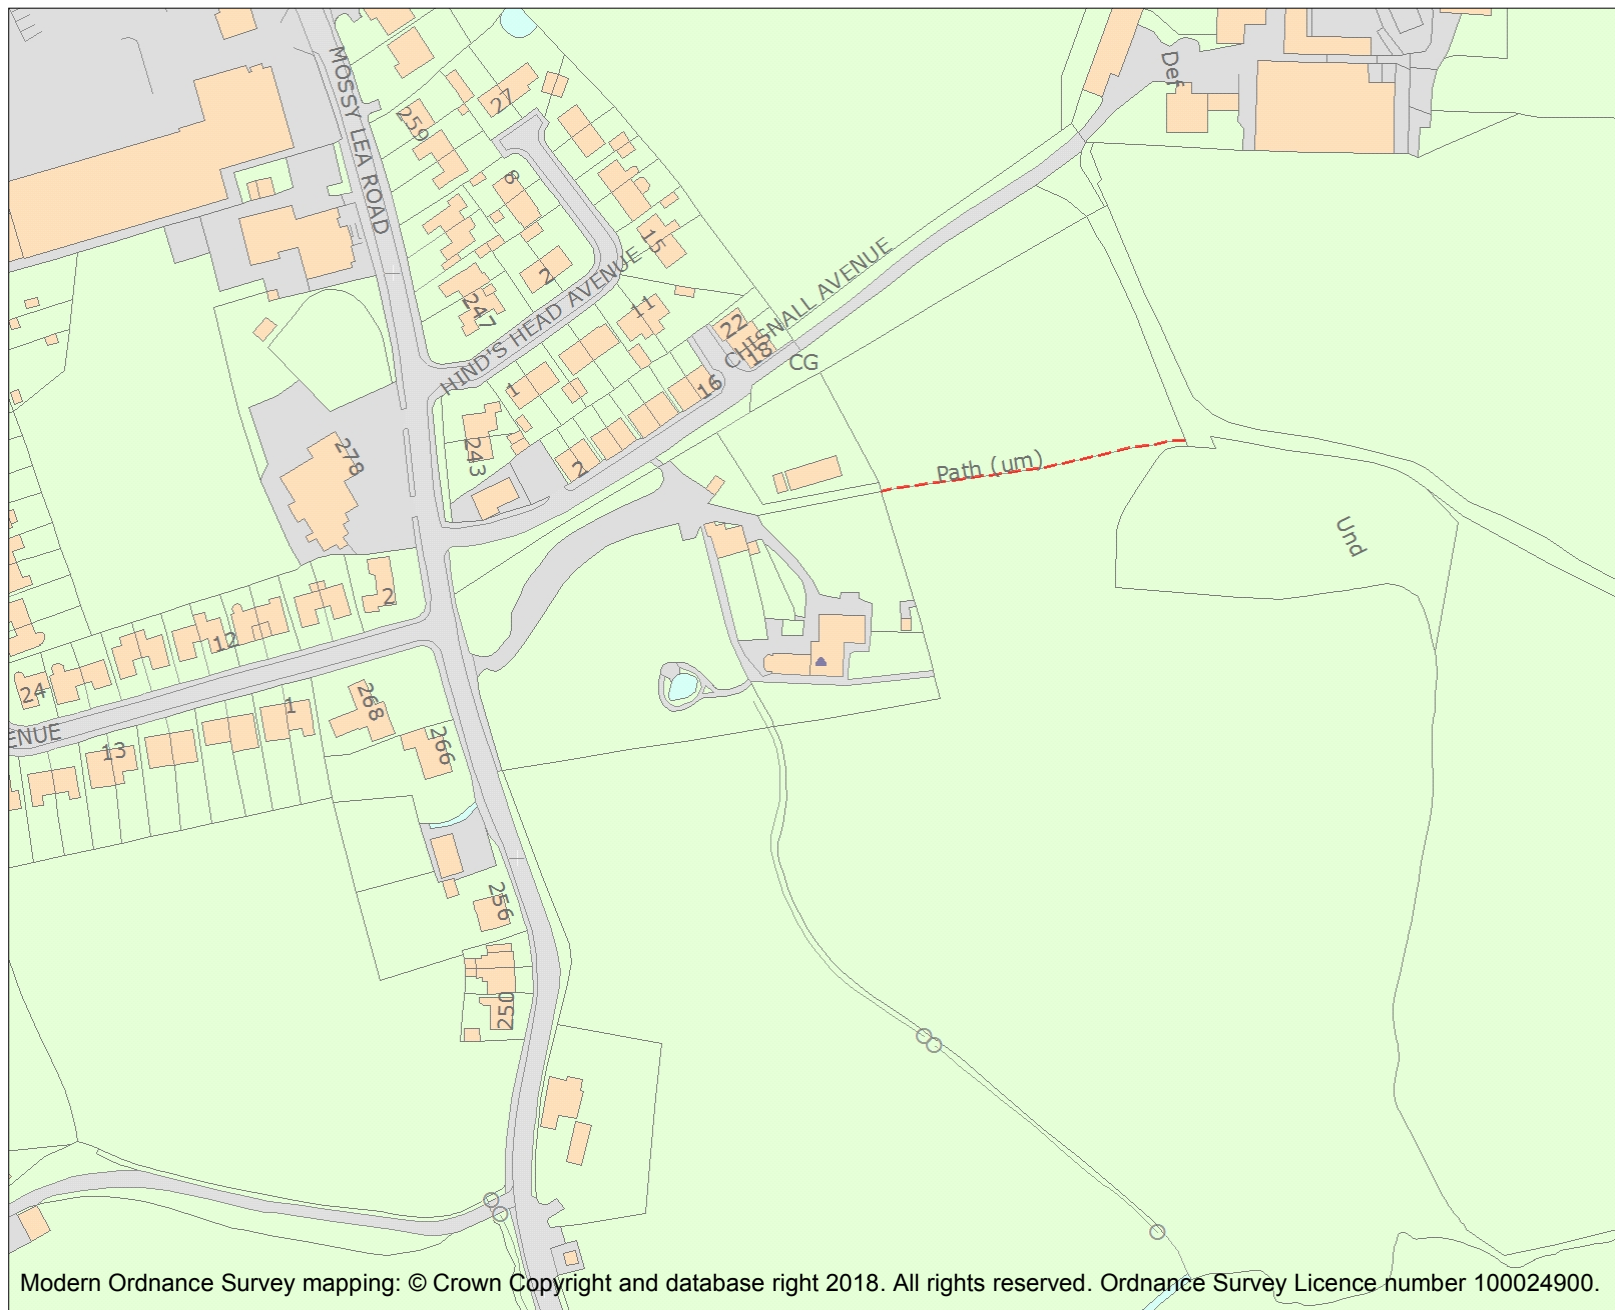 MOSSY LEA ROAD
Def
27
259
8
15
2
247
HIND'S HEAD AVENUE
11
CHISNALL AVENUE
22
18
CG
16
1
243
2
278
Path (um)
Und
2
12
24
ENUE
13
1
268
266
256
250
Modern Ordnance Survey mapping: © Crown Copyright and database right 2018. All rights reserved. Ordnance Survey Licence number 100024900.